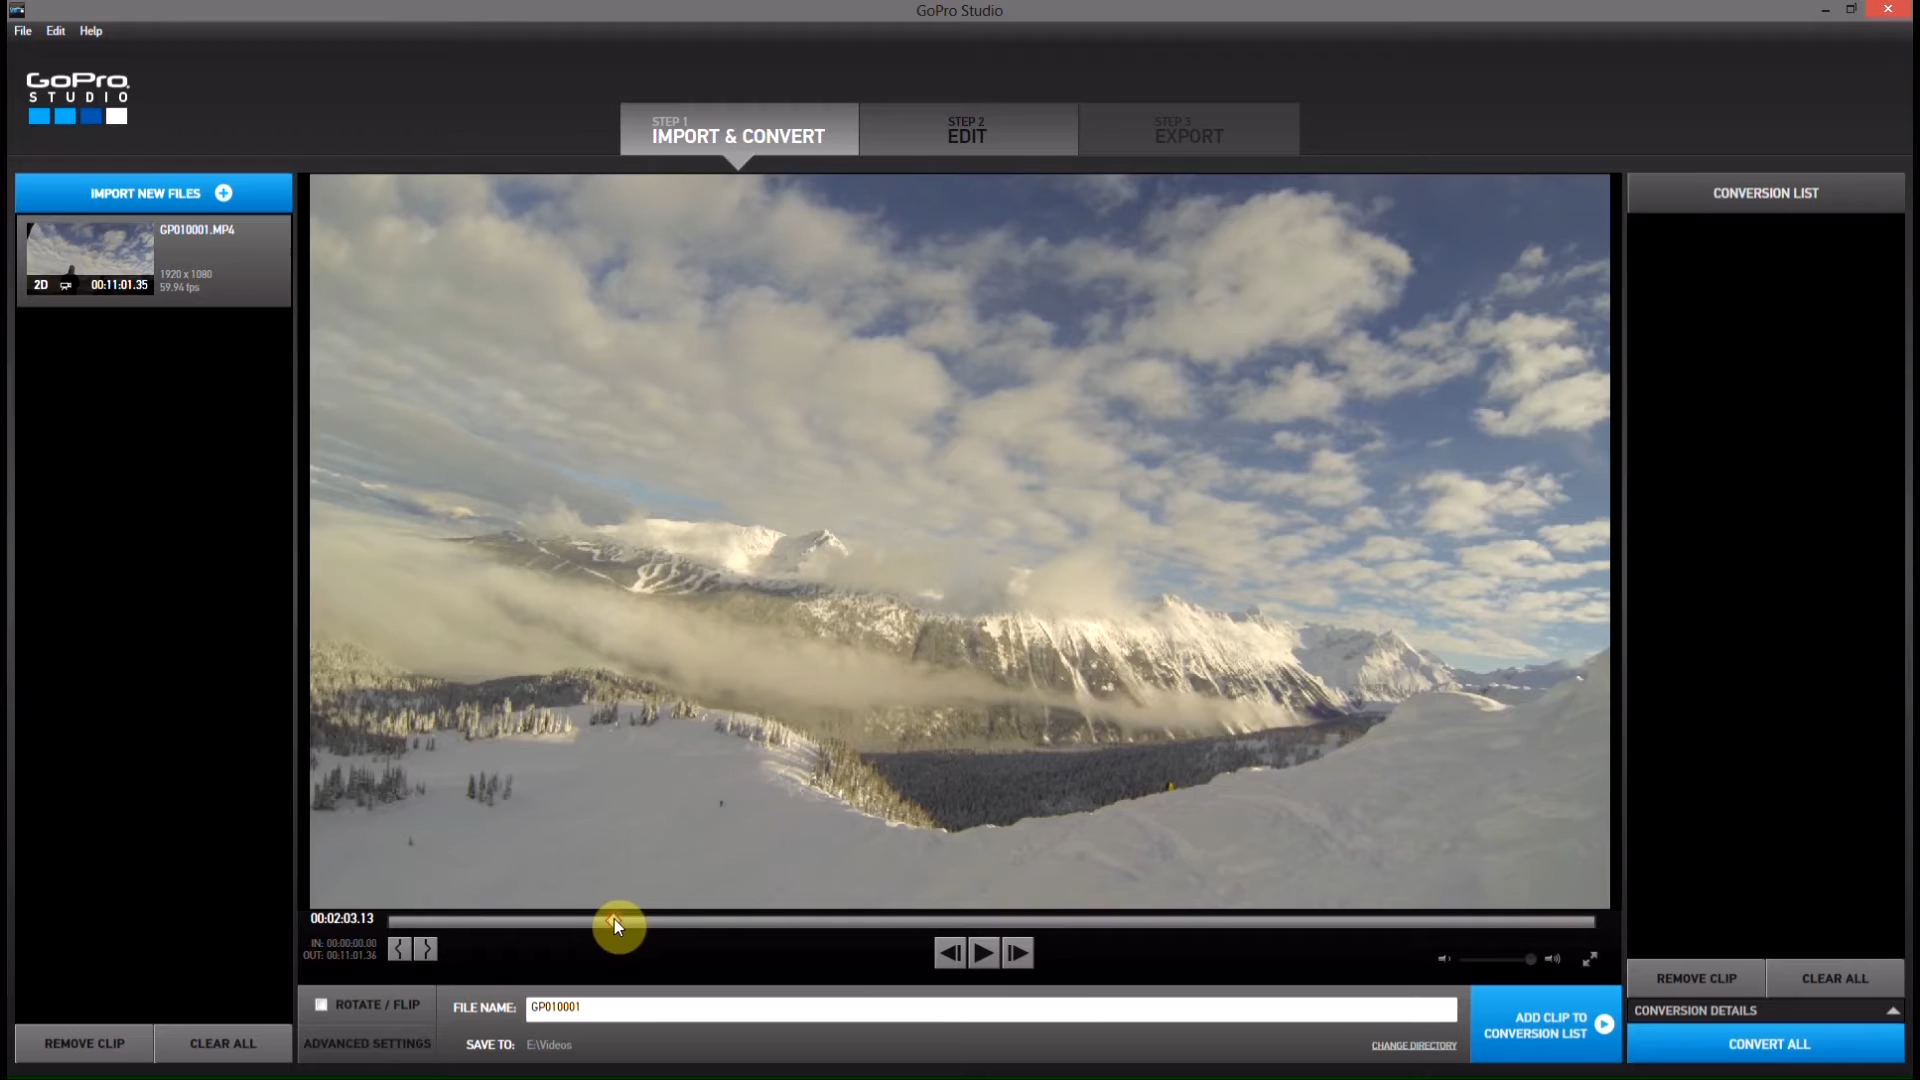 GoPro Studio
File Edit Help
GoPro
STUDIO
STEP 1
IMPORT & CONVERT
STEP 2
EDIT
STEP 3
EXPORT
IMPORT NEW FILES
CONVERSION LIST
GP010001.MP4
1920 x 1080
59.94 fps
2D 00:11:01.35
00:02:03.13
IN: 00:00:00.00
OUT: 00:11:01.36
ROTATE / FLIP
FILE NAME: GP010001
ADVANCED SETTINGS
SAVE TO: E:\Videos
CHANGE DIRECTORY
ADD CLIP TO
CONVERSION LIST
REMOVE CLIP CLEAR ALL
REMOVE CLIP CLEAR ALL
CONVERSION DETAILS
CONVERT ALL